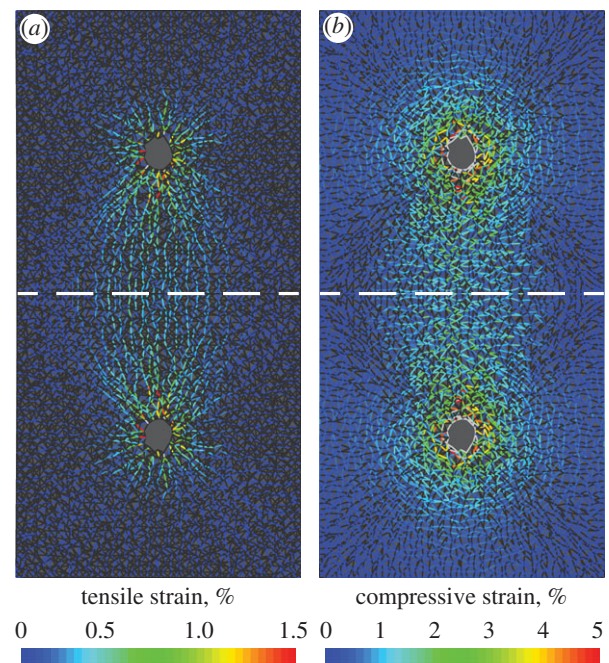 (a) (b)
tensile strain, % compressive strain, %
0 0.5 1.0 1.5 0 1 2 3 4 5